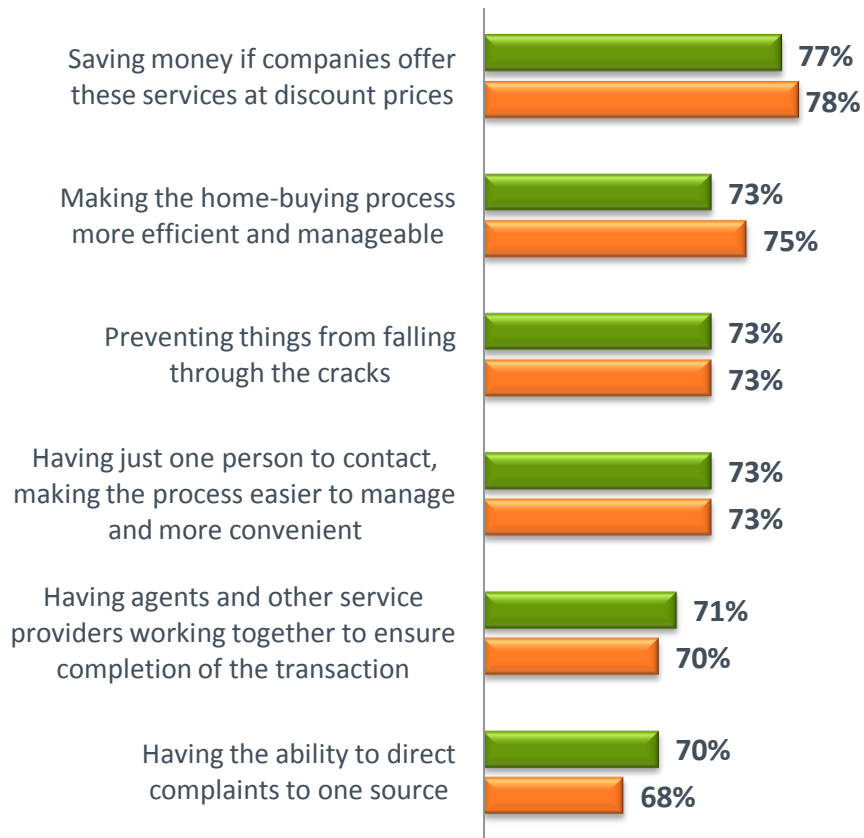 Saving money if companies offer
these services at discount prices
77%
78%
Making the home-buying process
more efficient and manageable
73%
75%
Preventing things from falling
through the cracks
73%
73%
Having just one person to contact,
making the process easier to manage
and more convenient
73%
73%
Having agents and other service
providers working together to ensure
completion of the transaction
71%
70%
Having the ability to direct
complaints to one source
70%
68%